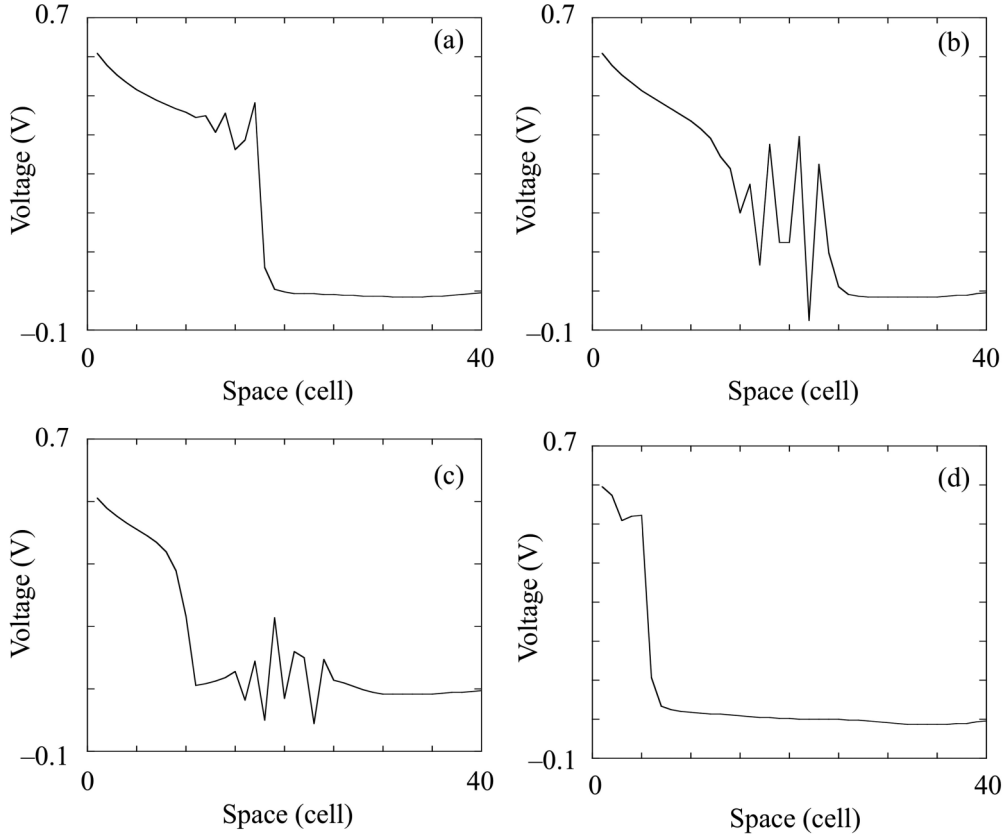 0.7
(a)
Voltage (V)
–0.1
0
40
Space (cell)
0.7
(b)
Voltage (V)
–0.1
0
40
Space (cell)
0.7
(c)
Voltage (V)
–0.1
0
40
Space (cell)
0.7
(d)
Voltage (V)
–0.1
0
40
Space (cell)